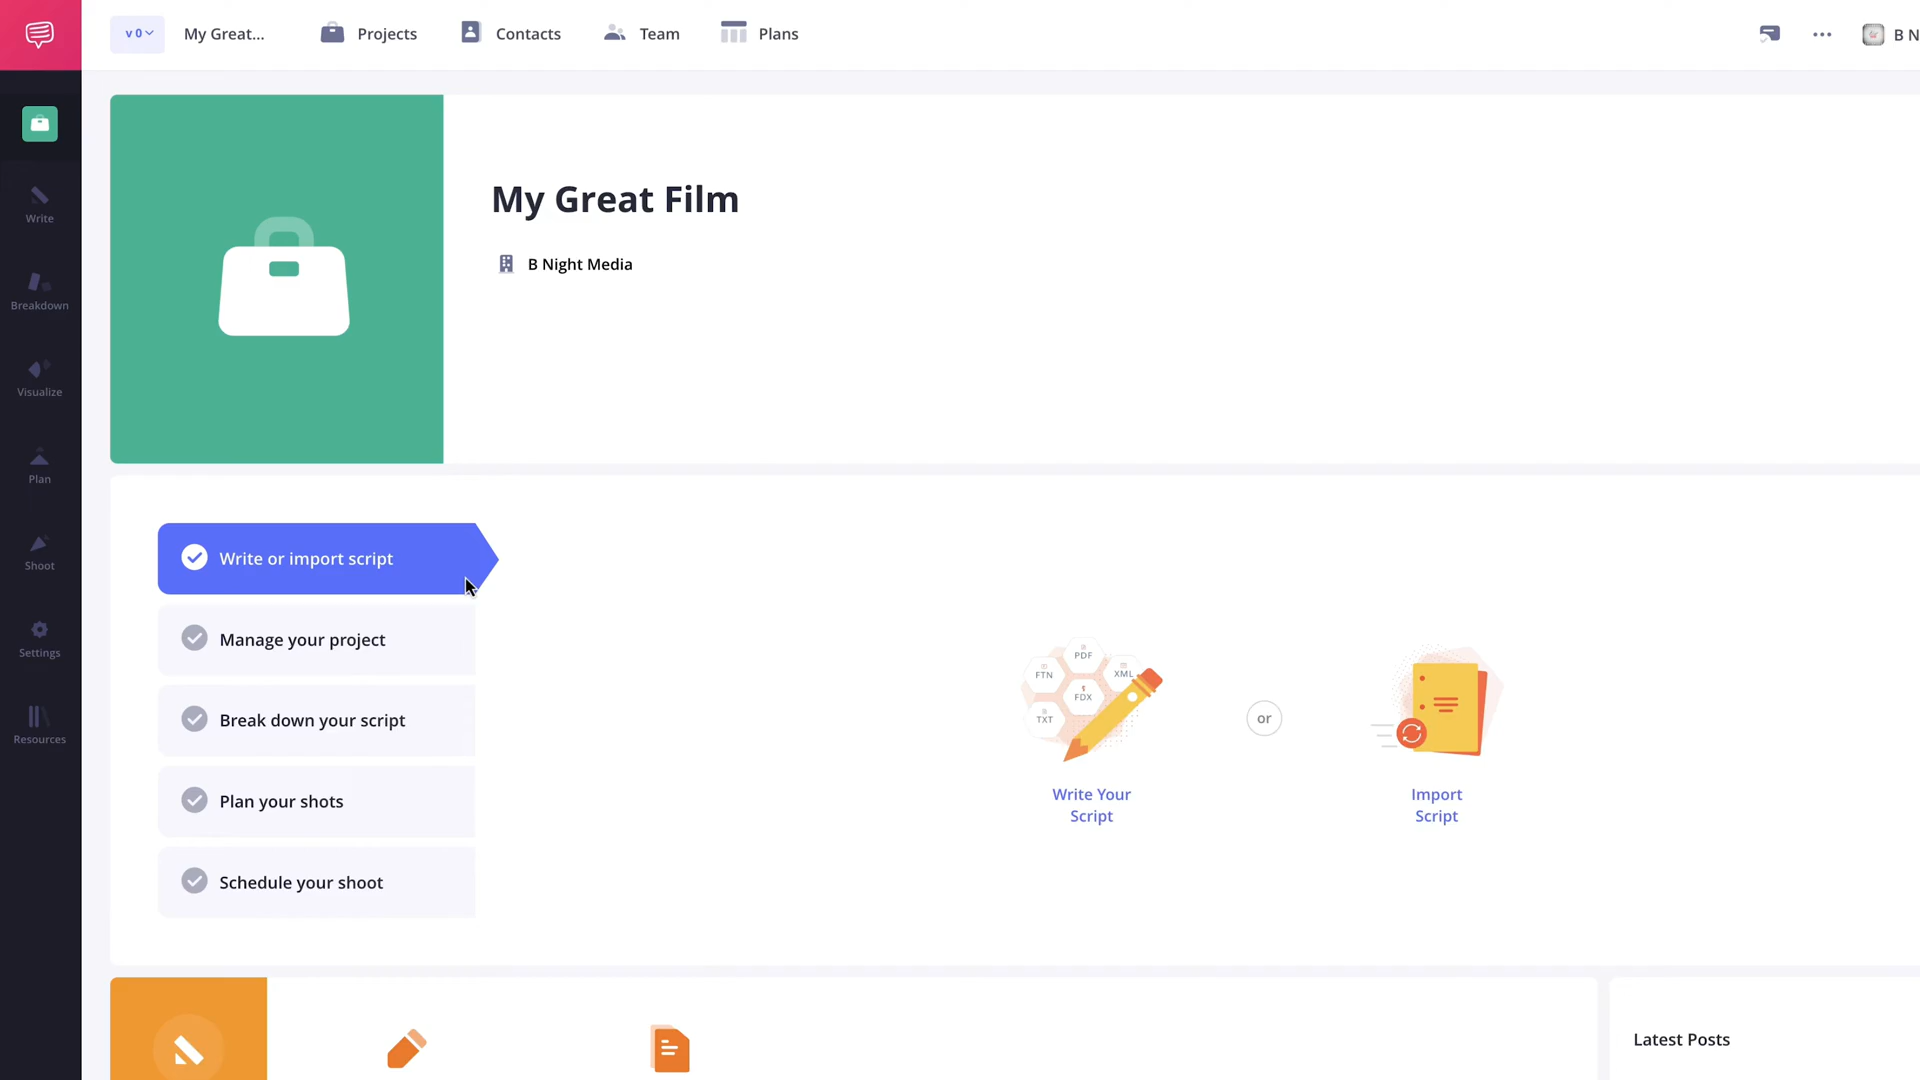 v 0
My Great...
Projects
Contacts
Team
Plans
B N
Write
Breakdown
Visualize
Plan
Shoot
Settings
Resources
My Great Film
B Night Media
Write or import script
Manage your project
Break down your script
Plan your shots
Schedule your shoot
PDF
FTN
XML
FDX
TXT
Write Your
Script
or
Import
Script
Latest Posts